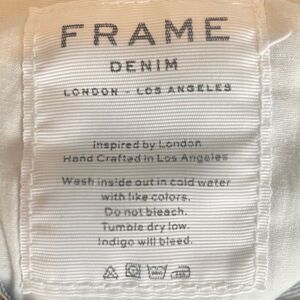 FRAME
DENIM
LONDON - LOS ANGELES
Inspired by London
Hand Crafted in Los Angeles
Wash inside out in cold water
with like colors.
Do not bleach.
Tumble dry low.
Indigo will bleed.